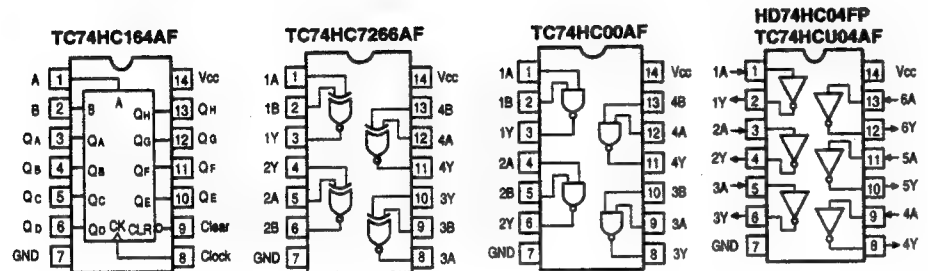 TC74HC164AF
A 1 14 Vcc
B 2 B A QH 13 QH
QA 3 QA QG 12 QG
QB 4 QB QF 11 QF
QC 5 QC QE 10 QE
QD 6 QD CK CLR 9 Clear
GND 7 8 Clock
TC74HC7266AF
1A 1 14 Vcc
1B 2 13 4B
1Y 3 12 4A
2Y 4 11 4Y
2A 5 10 3Y
2B 6 9 3B
GND 7 8 3A
TC74HC00AF
1A 1 14 Vcc
1B 2 13 4B
1Y 3 12 4A
2A 4 11 4Y
2B 5 10 3B
2Y 6 9 3A
GND 7 8 3Y
HD74HC04FP
TC74HCU04AF
1A 1 14 Vcc
1Y 2 13 6A
2A 3 12 6Y
2Y 4 11 5A
3A 5 10 5Y
3Y 6 9 4A
GND 7 8 4Y